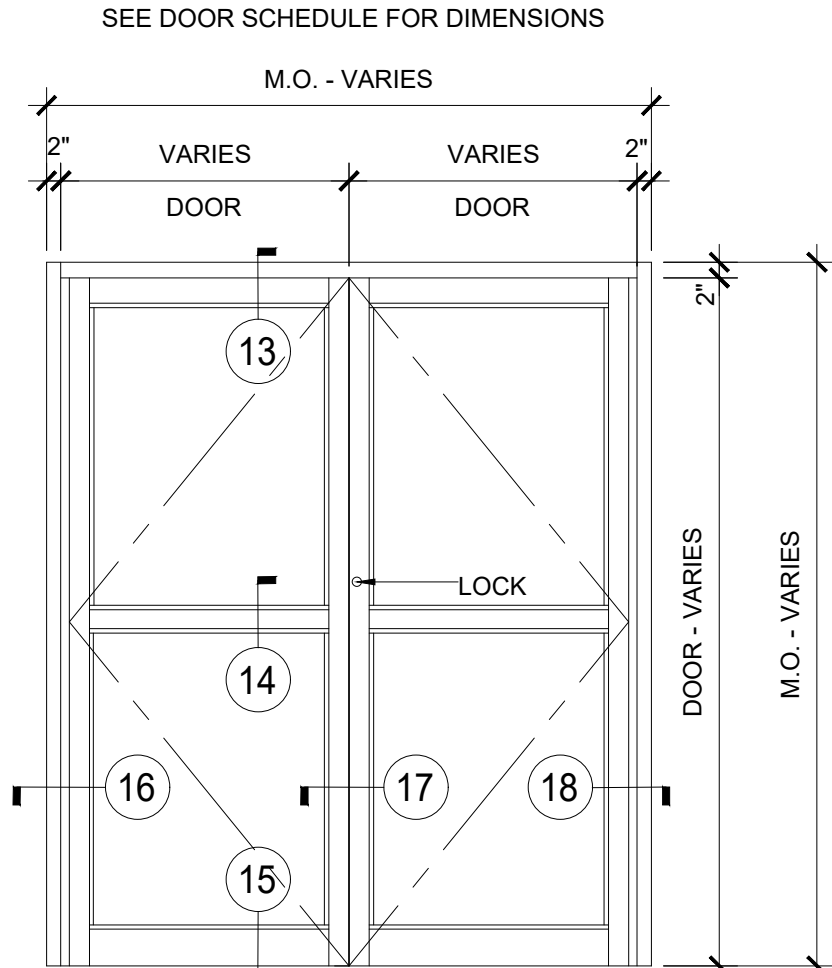 SEE DOOR SCHEDULE FOR DIMENSIONS
M.O. - VARIES
2" VARIES VARIES 2"
DOOR DOOR
2"
13
LOCK
DOOR - VARIES
M.O. - VARIES
14
16 17 18
15